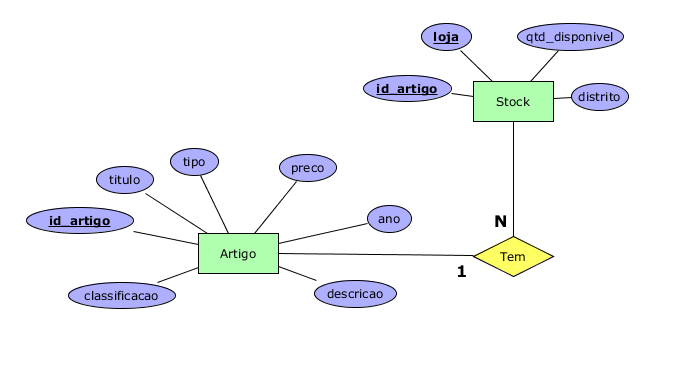 loja
qtd_disponivel
id_artigo
distrito
Stock
tipo
preco
titulo
id_artigo
ano
N
Artigo
Tem
1
classificacao
descricao